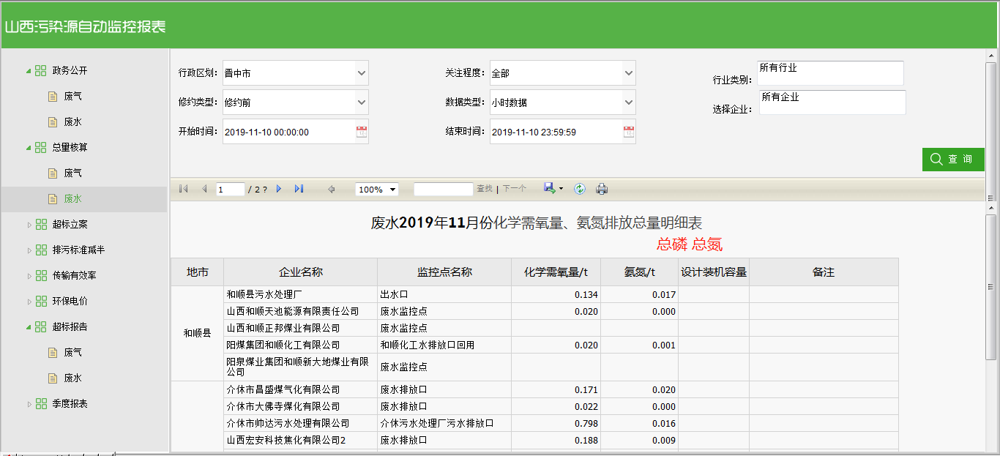 山西污染源自动监控报表
政务公开
废气
废水
总量核算
废气
废水
超标立案
排污标准减半
传输有效率
环保电价
超标报告
废气
废水
季度报表
行政区划: 晋中市 关注程度: 全部 行业类别: 所有行业
修约类型: 修约前 数据类型: 小时数据 选择企业: 所有企业
开始时间: 2019-11-10 00:00:00 结束时间: 2019-11-10 23:59:59
查 询
1 / 2 ? 100% 查找 | 下一个
废水2019年11月份化学需氧量、氨氮排放总量明细表
总磷 总氮
地市 企业名称 监控点名称 化学需氧量/t 氨氮/t 设计装机容量 备注
和顺县污水处理厂 出水口 0.134 0.017
山西和顺天池能源有限责任公司 废水监控点 0.020 0.000
山西和顺正邦煤业有限公司 废水监控点
和顺县
阳煤集团和顺化工有限公司 和顺化工水排放口回用 0.020 0.001
阳泉煤业集团和顺新大地煤业有限
公司 废水监控点
介休市昌盛煤气化有限公司 废水排放口 0.171 0.020
介休市大佛寺煤化有限公司 废水排放口 0.022 0.000
介休市帅达污水处理有限公司 介休污水处理厂污水排放口 0.798 0.016
山西宏安科技焦化有限公司2 废水排放口 0.188 0.009